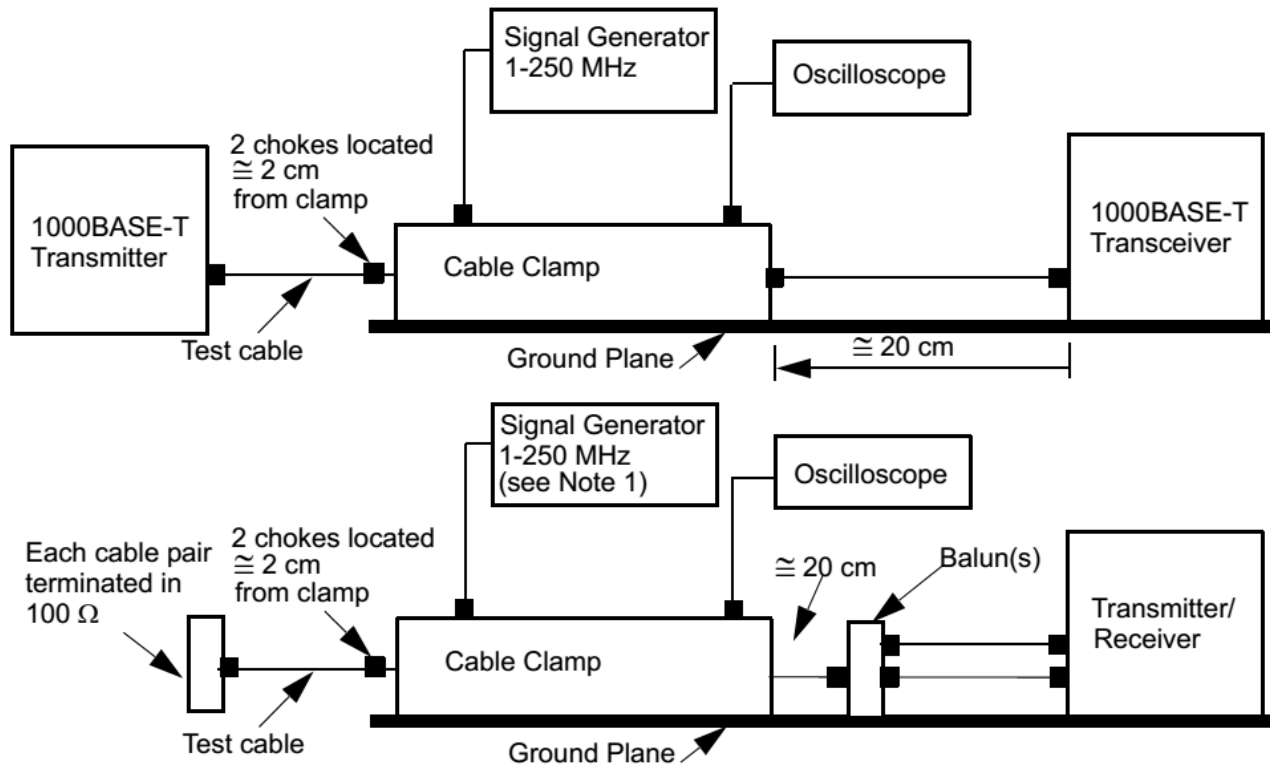 Signal Generator
1-250 MHz
Oscilloscope
2 chokes located
≅ 2 cm
from clamp
1000BASE-T
Transmitter
1000BASE-T
Transceiver
Cable Clamp
Test cable
Ground Plane
≅ 20 cm
Signal Generator
1-250 MHz
(see Note 1)
Oscilloscope
Each cable pair
terminated in
100 Ω
2 chokes located
≅ 2 cm
from clamp
≅ 20 cm
Balun(s)
Transmitter/
Receiver
Cable Clamp
Test cable
Ground Plane